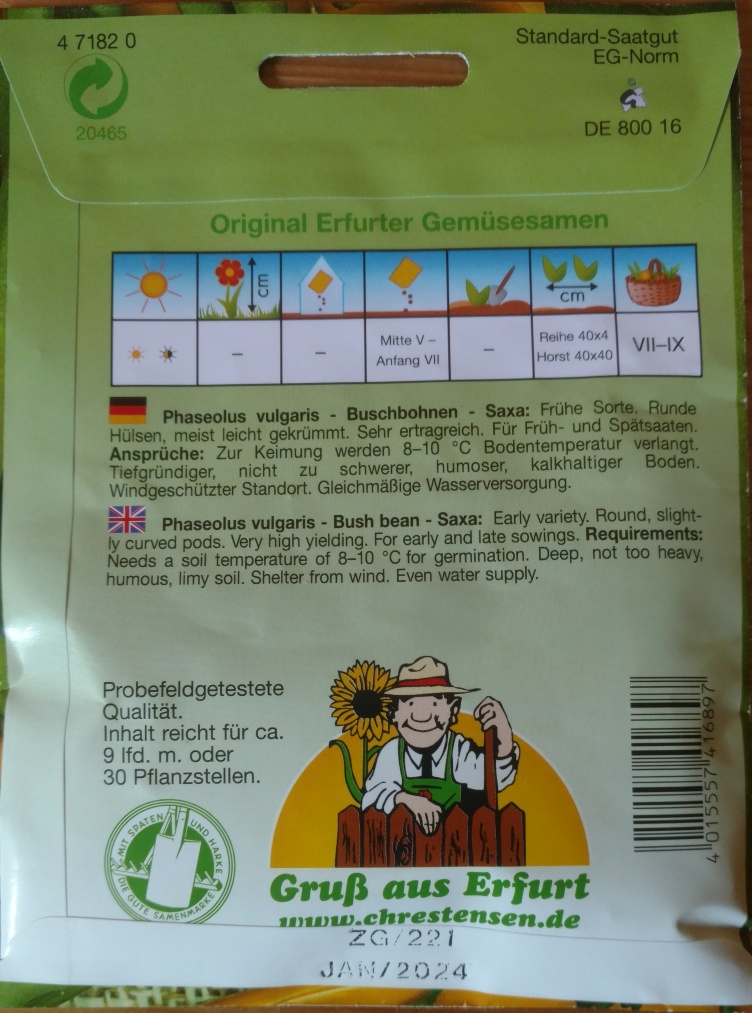 4 7182 0
20465
Standard-Saatgut
EG-Norm
©
DE 800 16
Original Erfurter Gemüsesamen
cm
cm
– – Mitte V – – Reihe 40x4 VII–IX
Anfang VII Horst 40x40
Phaseolus vulgaris - Buschbohnen - Saxa: Frühe Sorte. Runde
Hülsen, meist leicht gekrümmt. Sehr ertragreich. Für Früh- und Spätsaaten.
Ansprüche: Zur Keimung werden 8–10 °C Bodentemperatur verlangt.
Tiefgründiger, nicht zu schwerer, humoser, kalkhaltiger Boden.
Windgeschützter Standort. Gleichmäßige Wasserversorgung.
Phaseolus vulgaris - Bush bean - Saxa: Early variety. Round, slight-
ly curved pods. Very high yielding. For early and late sowings. Requirements:
Needs a soil temperature of 8–10 °C for germination. Deep, not too heavy,
humous, limy soil. Shelter from wind. Even water supply.
Probefeldgetestete
Qualität.
Inhalt reicht für ca.
9 lfd. m. oder
30 Pflanzstellen.
MIT SPATEN UND HARKE
DIE GUTE SAMENMARKE
4 015557 416897
Gruß aus Erfurt
www.chrestensen.de
ZG/221
JAN/2024